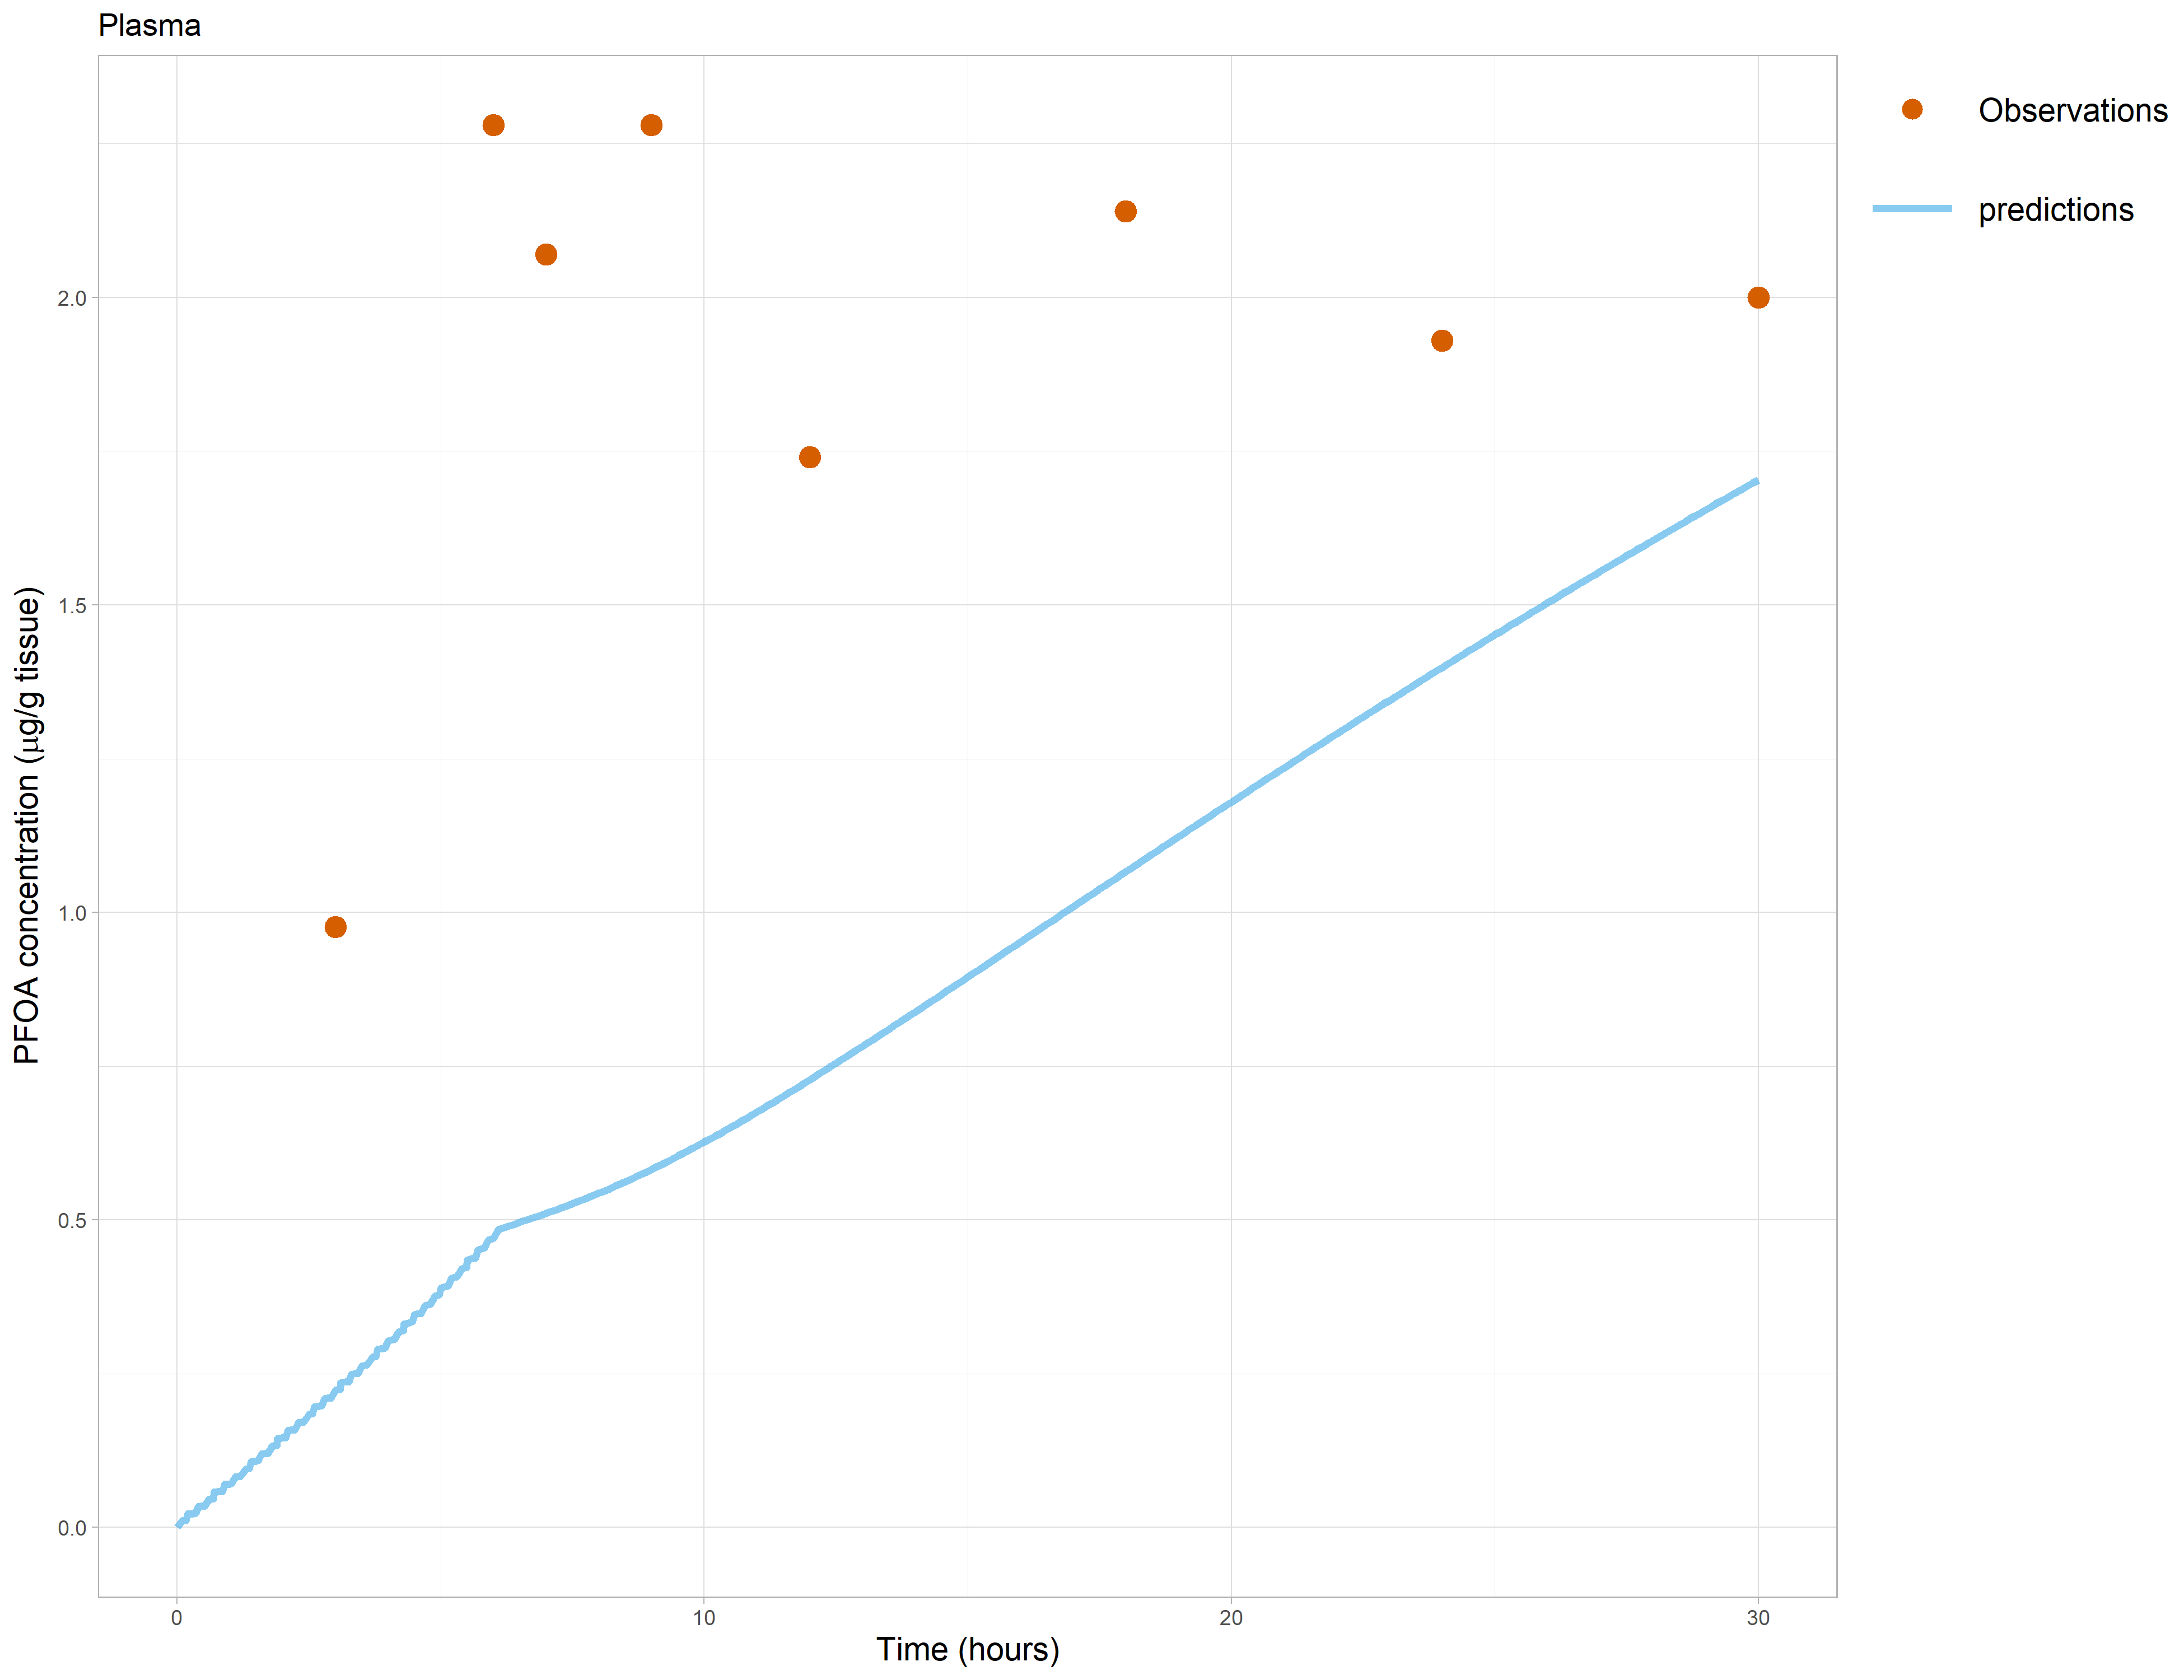 Plasma
Observations
predictions
PFOA concentration (μg/g tissue)
2.0
1.5
1.0
0.5
0.0
0 10 20 30
Time (hours)